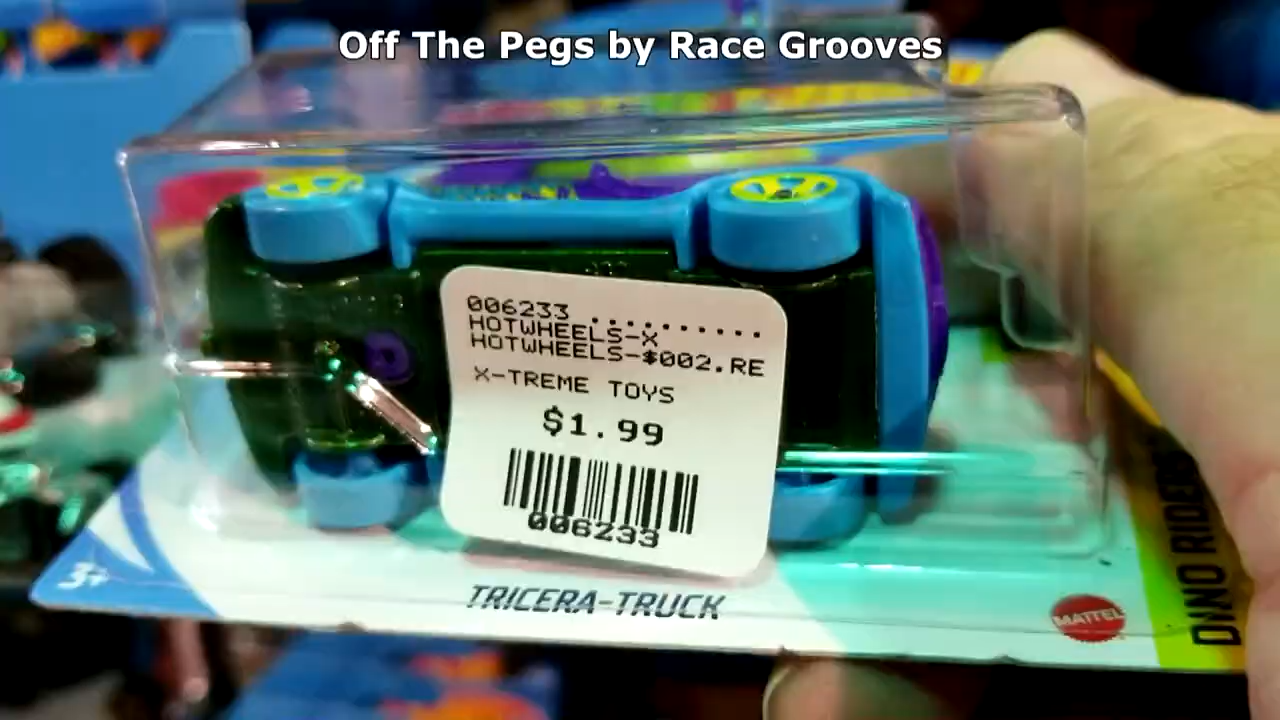 Off The Pegs by Race Grooves
006233 ..........
HOTWHEELS-X
HOTWHEELS-$002.RE
X-TREME TOYS
$1.99
006233
3+
TRICERA-TRUCK
MATTEL
DINO RIDERS